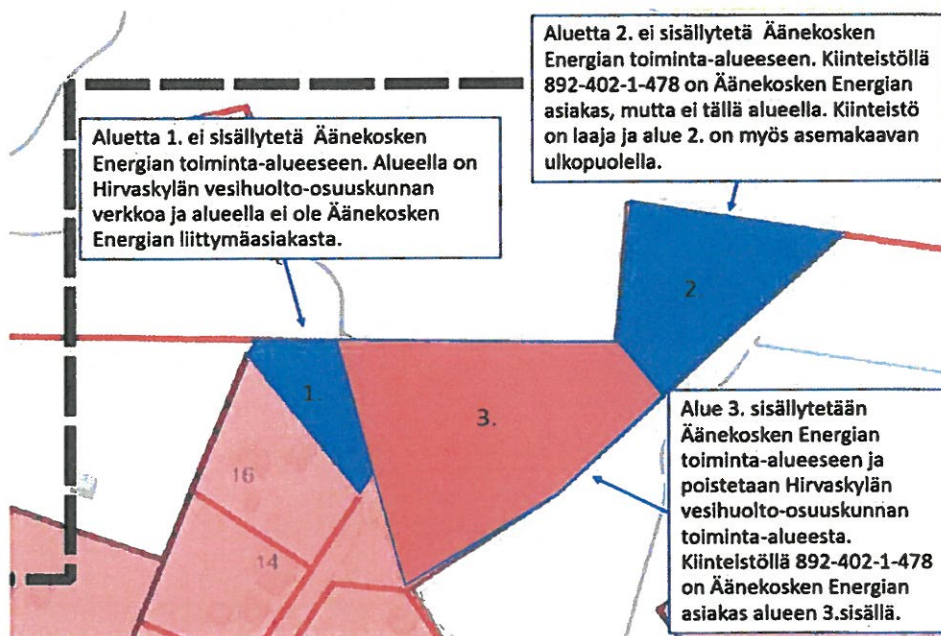 Aluetta 2. ei sisällytetä Äänekosken
Energian toiminta-alueeseen. Kiinteistöllä
892-402-1-478 on Äänekosken Energian
asiakas, mutta ei tällä alueella. Kiinteistö
on laaja ja alue 2. on myös asemakaavan
ulkopuolella.
Aluetta 1. ei sisällytetä Äänekosken
Energian toiminta-alueeseen. Alueella on
Hirvaskylän vesihuolto-osuuskunnan
verkkoa ja alueella ei ole Äänekosken
Energian liittymäasiakasta.
2.
1.
3.
16
14
Alue 3. sisällytetään
Äänekosken Energian
toiminta-alueeseen ja
poistetaan Hirvaskylän
vesihuolto-osuuskunnan
toiminta-alueesta.
Kiinteistöllä 892-402-1-478
on Äänekosken Energian
asiakas alueen 3.sisällä.